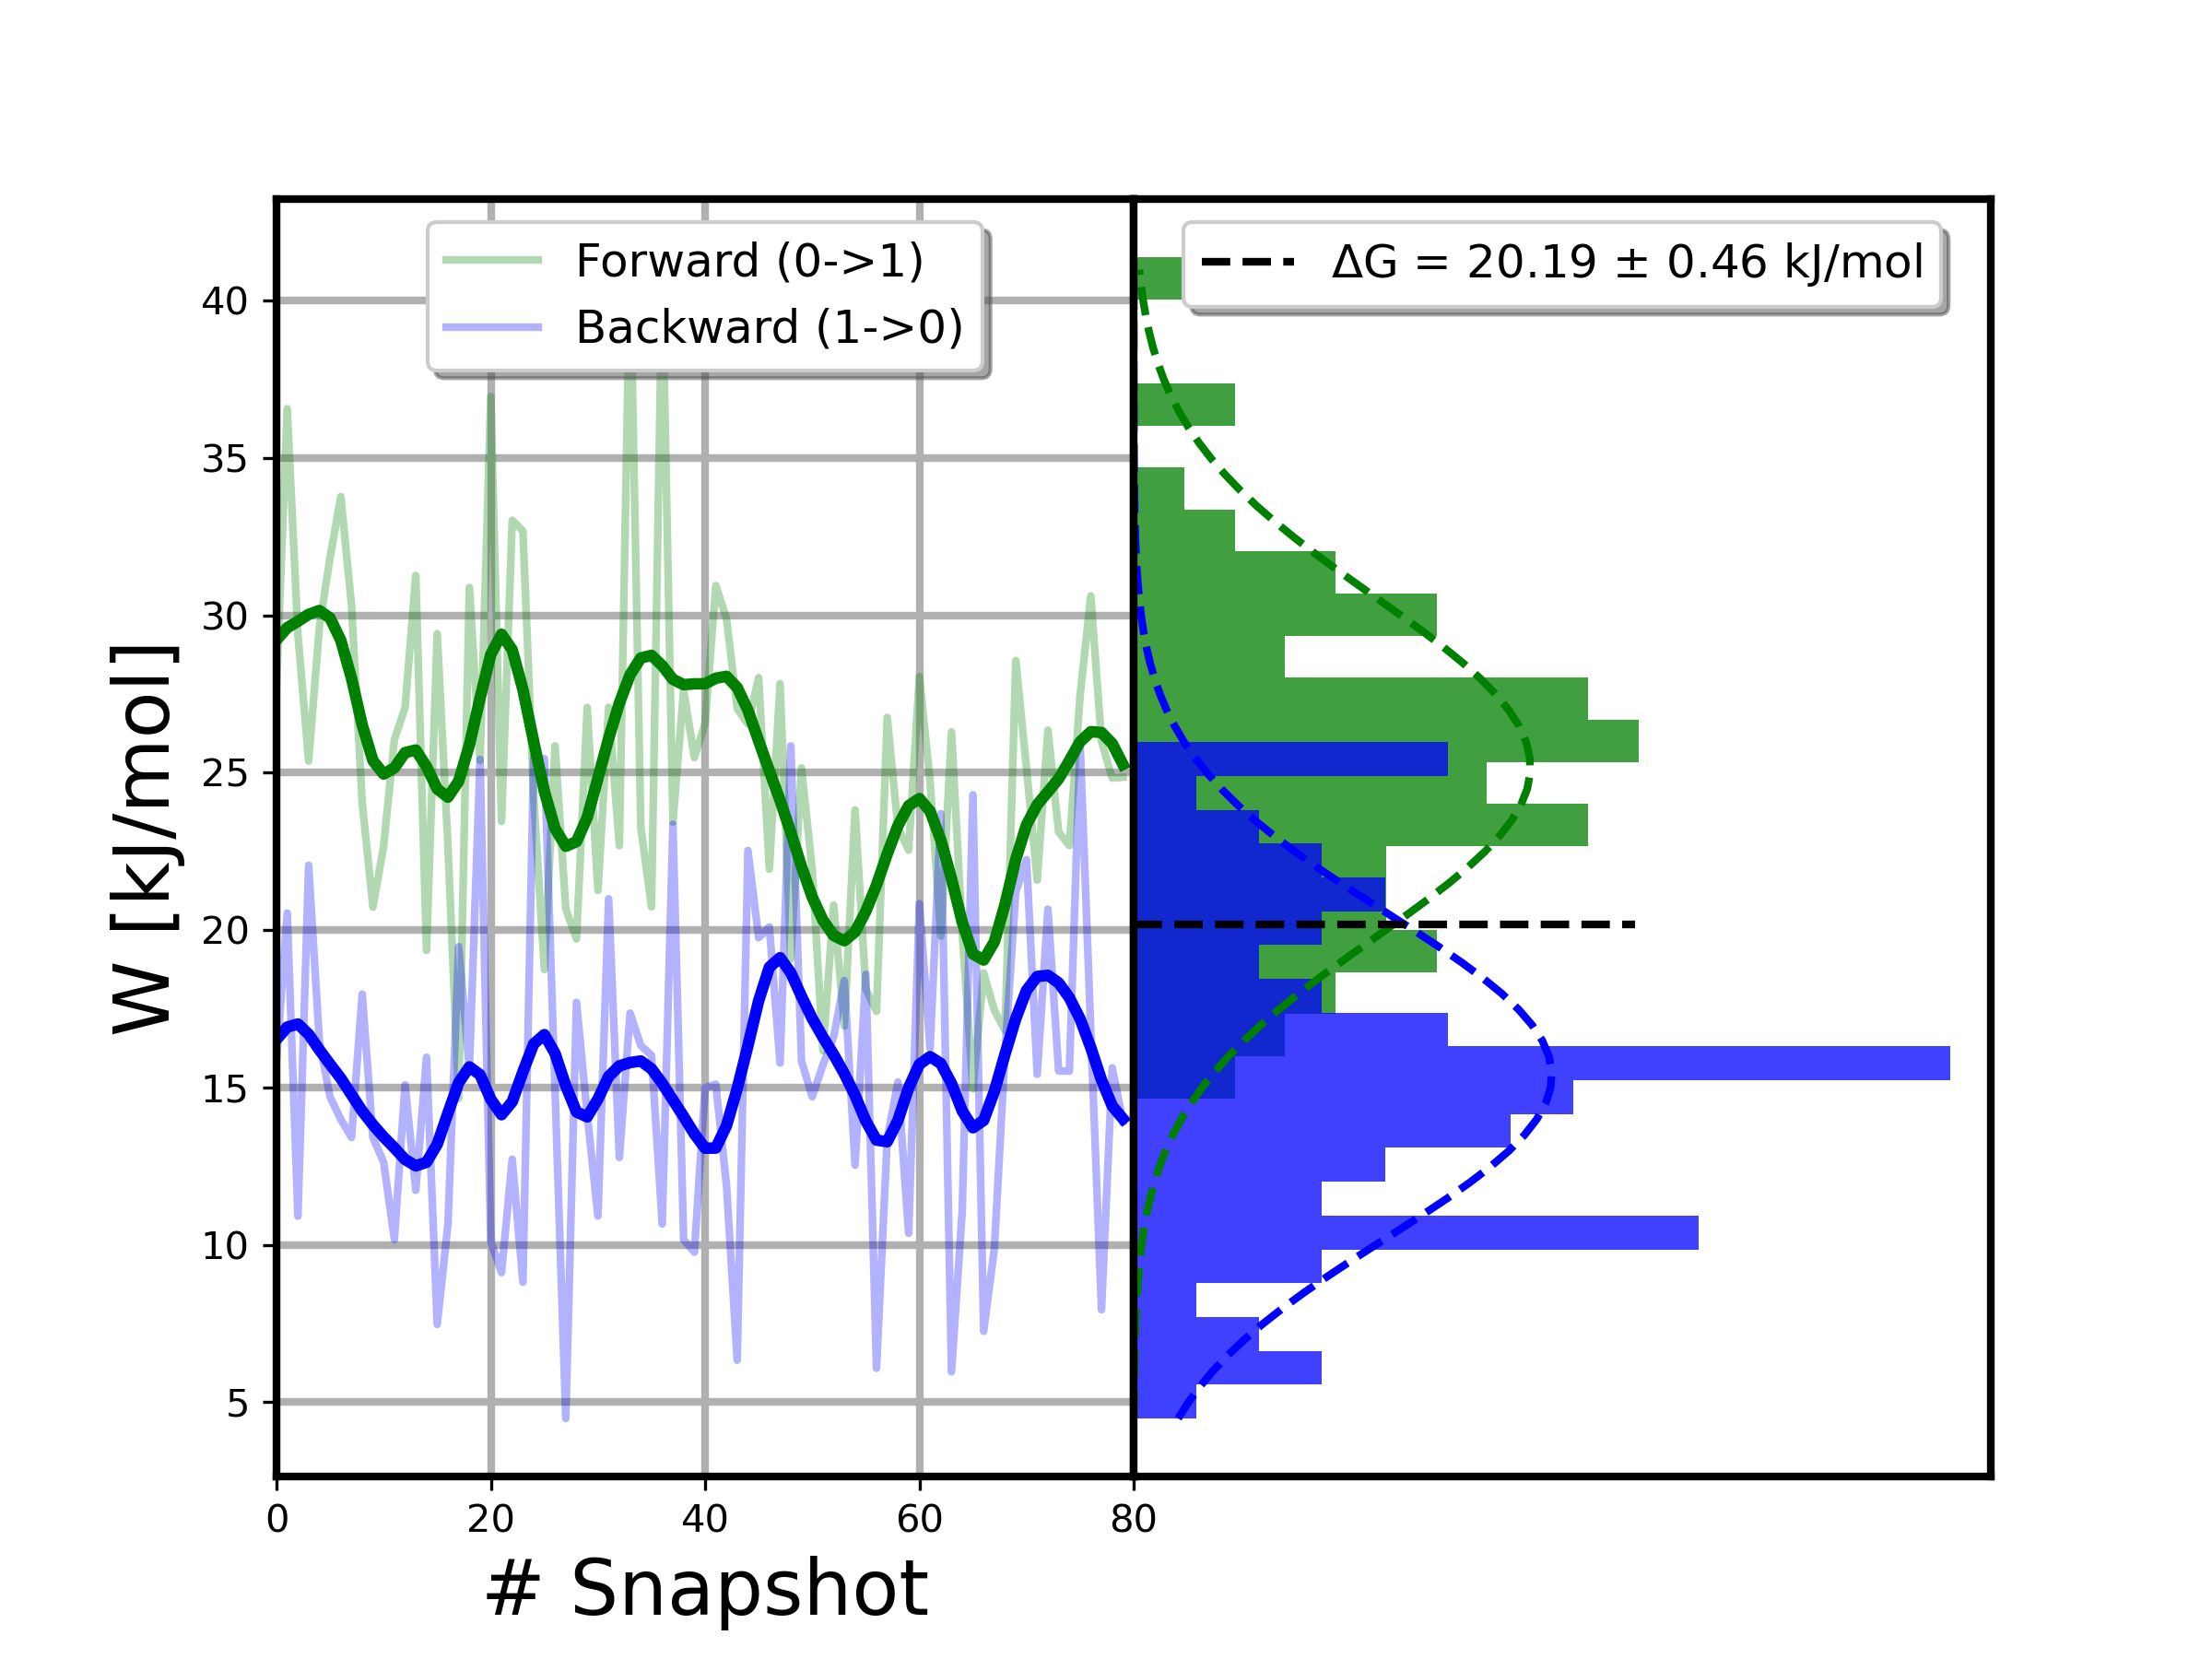 Forward (0->1)
Backward (1->0)
ΔG = 20.19 ± 0.46 kJ/mol
W [kJ/mol]
40
35
30
25
20
15
10
5
0 20 40 60 80
# Snapshot